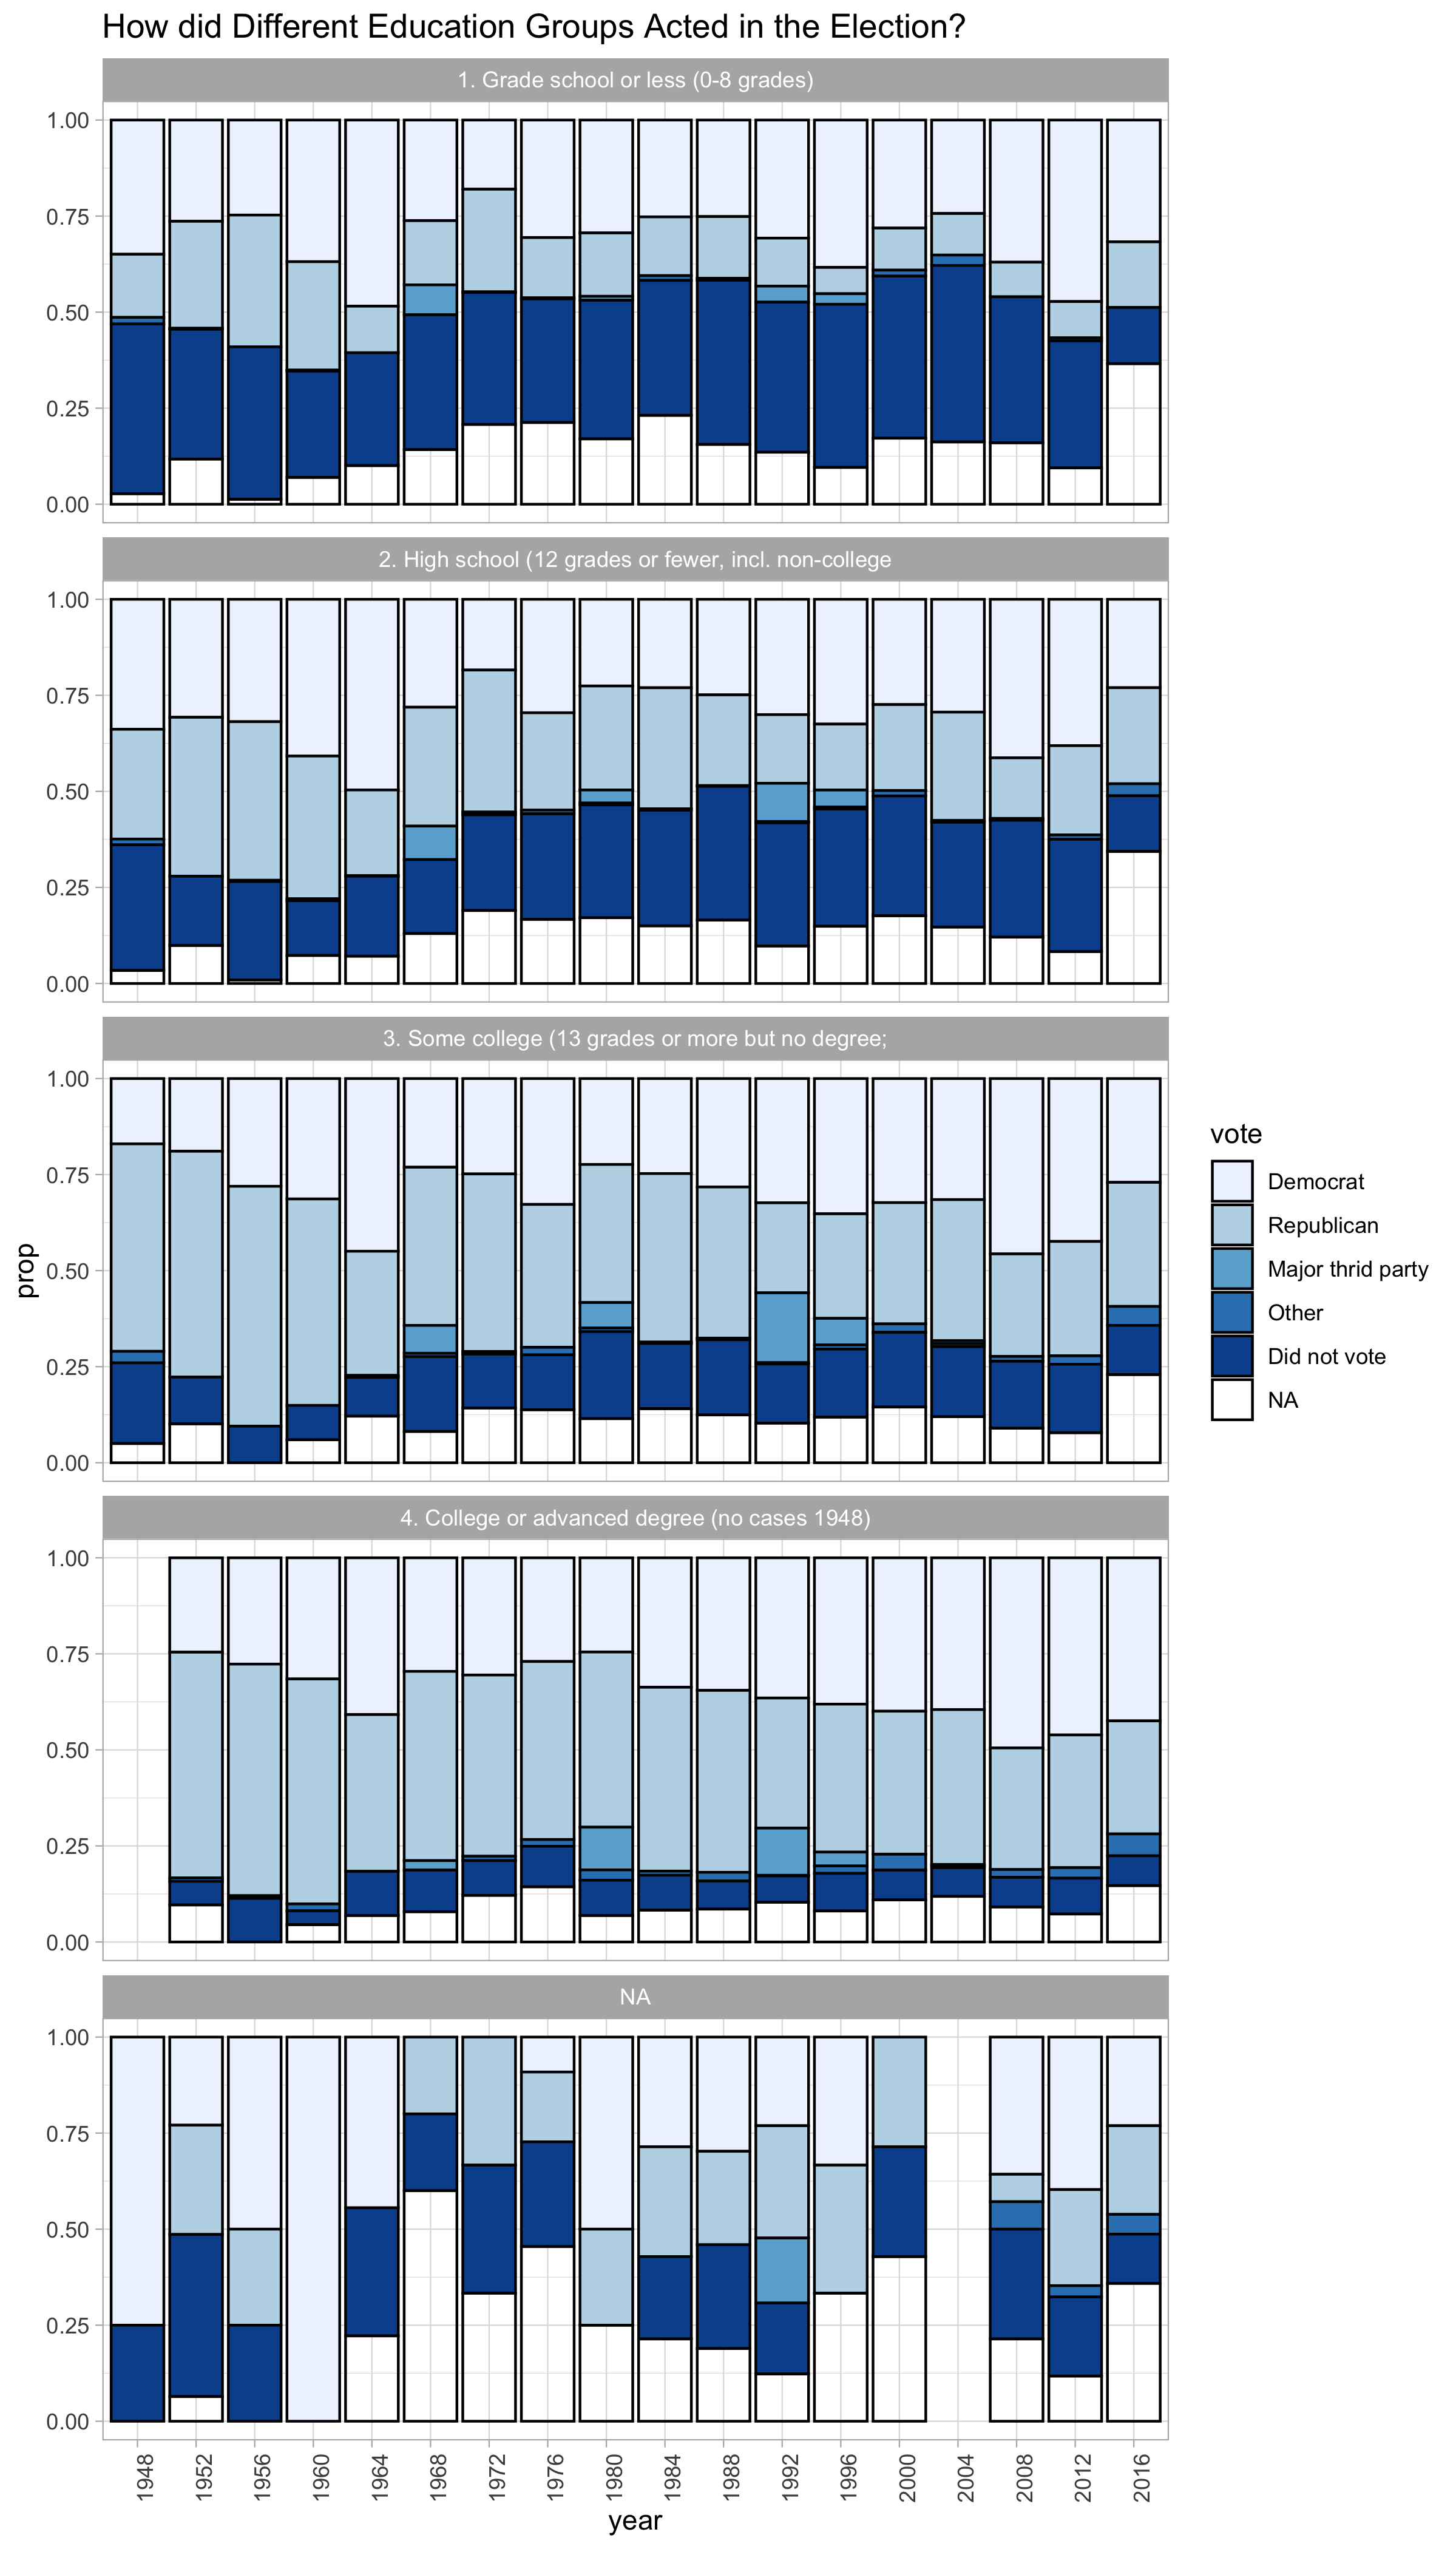 How did Different Education Groups Acted in the Election?
1. Grade school or less (0-8 grades)
1.00
0.75
0.50
0.25
0.00
2. High school (12 grades or fewer, incl. non-college
1.00
0.75
0.50
0.25
0.00
3. Some college (13 grades or more but no degree;
1.00
0.75
0.50
0.25
0.00
prop
vote
Democrat
Republican
Major thrid party
Other
Did not vote
NA
4. College or advanced degree (no cases 1948)
1.00
0.75
0.50
0.25
0.00
NA
1.00
0.75
0.50
0.25
0.00
1948 1952 1956 1960 1964 1968 1972 1976 1980 1984 1988 1992 1996 2000 2004 2008 2012 2016
year